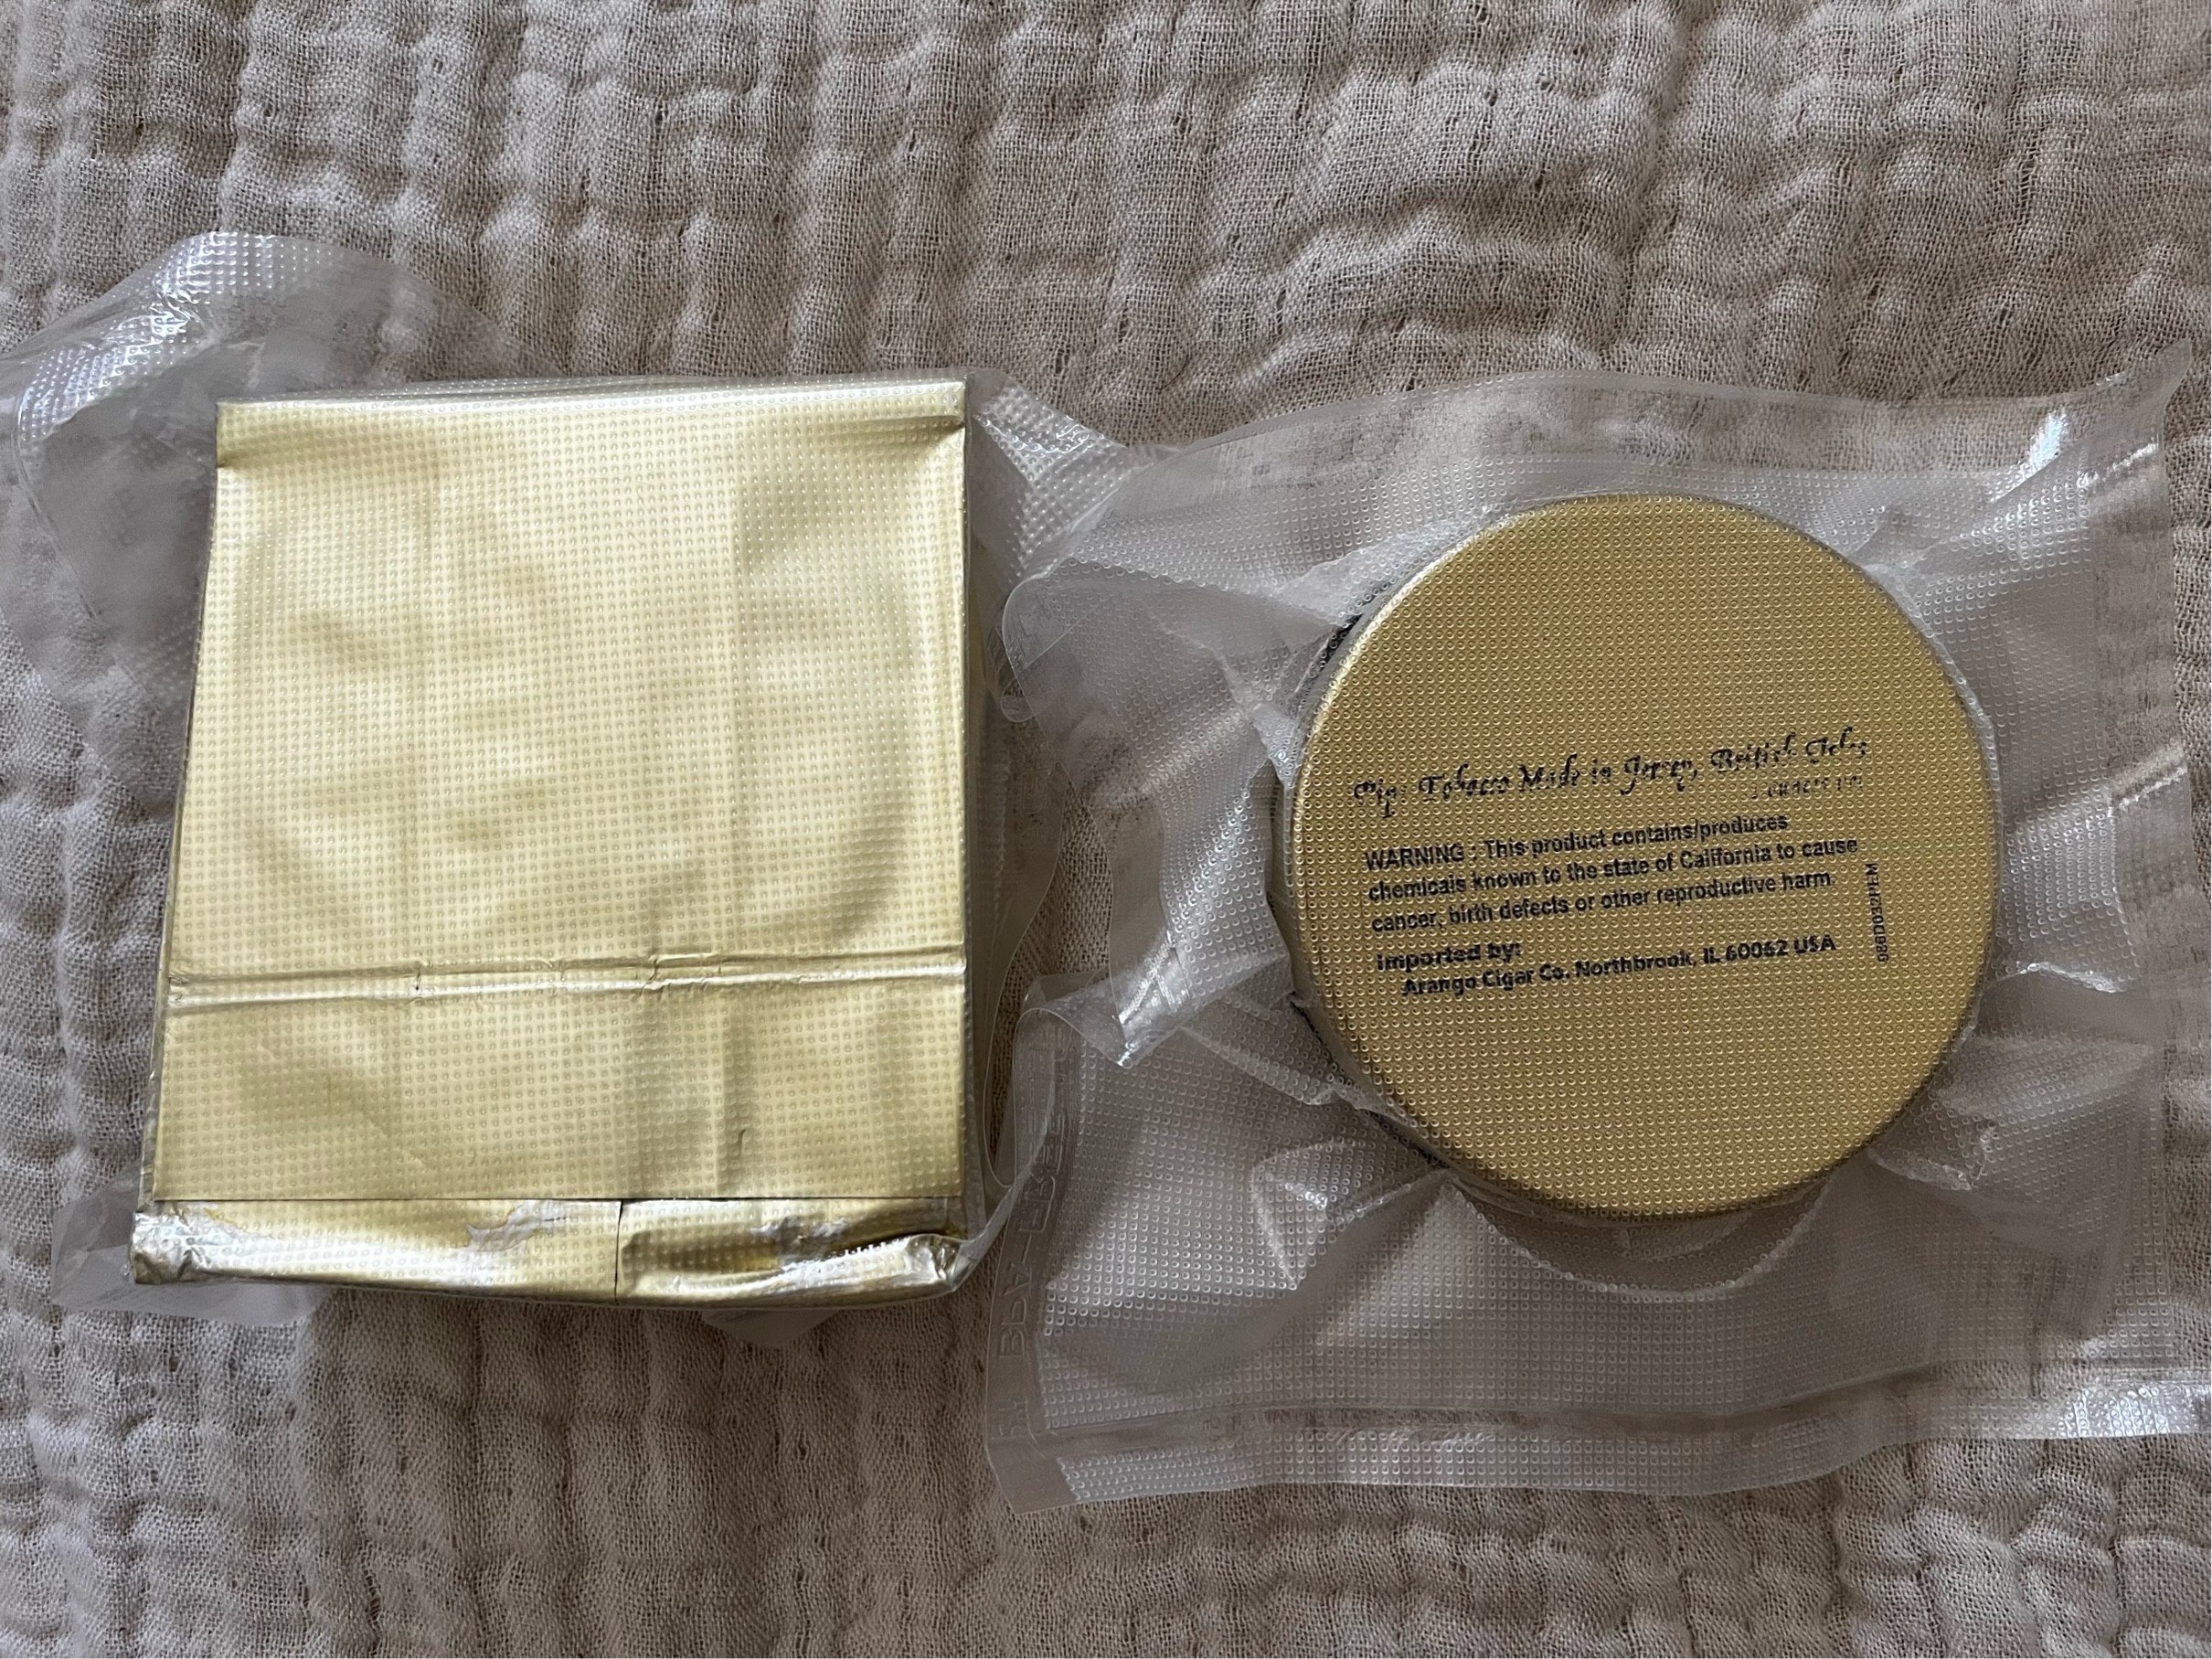 Pipe Tobacco Made in Jersey, British Isles
WARNING : This product contains/produces
chemicals known to the state of California to cause
cancer, birth defects or other reproductive harm.
Imported by:
Arango Cigar Co. Northbrook, IL 60062 USA